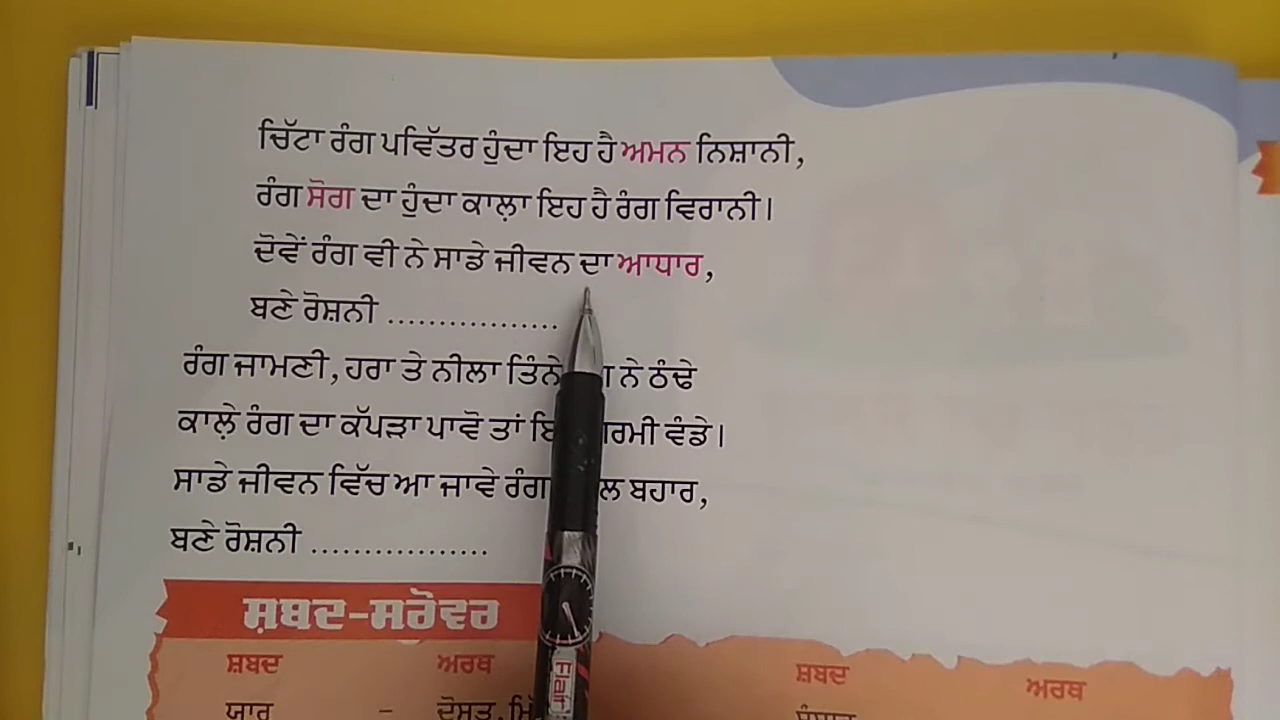 ਚਿੱਟਾ ਰੰਗ ਪਵਿੱਤਰ ਹੁੰਦਾ ਇਹ ਹੈ ਅਮਨ ਨਿਸ਼ਾਨੀ,
ਰੰਗ ਸੋਗ ਦਾ ਹੁੰਦਾ ਕਾਲ਼ਾ ਇਹ ਹੈ ਰੰਗ ਵਿਰਾਨੀ।
ਦੋਵੇਂ ਰੰਗ ਵੀ ਨੇ ਸਾਡੇ ਜੀਵਨ ਦਾ ਆਧਾਰ,
ਬਣੇ ਰੋਸ਼ਨੀ .................
ਰੰਗ ਜਾਮਣੀ, ਹਰਾ ਤੇ ਨੀਲਾ ਤਿੰਨੇ ਨੇ ਠੰਢੇ
ਕਾਲ਼ੇ ਰੰਗ ਦਾ ਕੱਪੜਾ ਪਾਵੋ ਤਾਂ ਵੰਡੇ।
ਸਾਡੇ ਜੀਵਨ ਵਿੱਚ ਆ ਜਾਵੇ ਰੰਗ ਬਹਾਰ,
ਬਣੇ ਰੋਸ਼ਨੀ .................
ਸ਼ਬਦ-ਸਰੋਵਰ
ਸ਼ਬਦ ਅਰਥ ਸ਼ਬਦ ਅਰਥ
ਯਾਰ - ਦੋਸਤ,
Flair